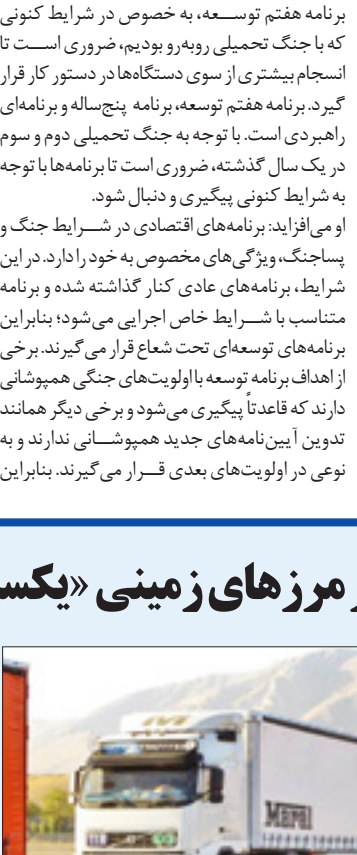 برنامه هفتم توسـعه، به خصوص در شرایط کنونی
که با جنگ تحمیلی روبه‌رو بودیم، ضروری اسـت تا
انسجام بیشتری از سوی دستگاه‌ها در دستور کار قرار
گیرد. برنامه هفتم توسعه، برنامه پنج‌ساله و برنامه‌ای
راهبردی است. با توجه به جنگ تحمیلی دوم و سوم
در یک سال گذشته، ضروری است تا برنامه‌ها با توجه
به شرایط کنونی پیگیری و دنبال شود.
او می‌افزاید: برنامه‌های اقتصادی در شـرایط جنگ و
پساجنگ، ویژگی‌های مخصوص به خود را دارد. در این
شرایط، برنامه‌های عادی کنار گذاشته شده و برنامه
متناسب با شـرایط خاص اجرایی می‌شود؛ بنابراین
برنامه‌های توسعه‌ای تحت شعاع قرار می‌گیرند. برخی
از اهداف برنامه توسعه با اولویت‌های جنگی همپوشانی
دارند که قاعدتاً پیگیری می‌شود و برخی دیگر همانند
تدوین آیین‌نامه‌های جدید همپوشـانی ندارند و به
نوعی در اولویت‌های بعدی قـرار می‌گیرند. بنابراین
مرزهای زمینی «یکس
Maral